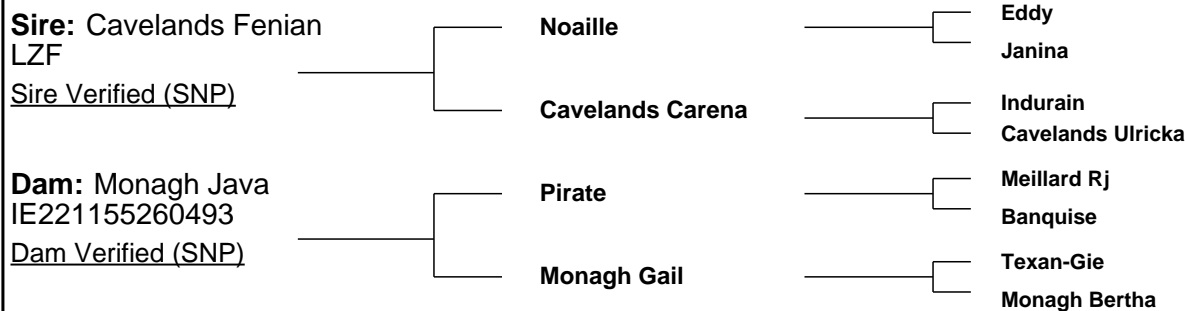 Sire: Cavelands Fenian
LZF
Sire Verified (SNP)
Noaille
Eddy
Janina
Cavelands Carena
Indurain
Cavelands Ulricka
Dam: Monagh Java
IE221155260493
Dam Verified (SNP)
Pirate
Meillard Rj
Banquise
Monagh Gail
Texan-Gie
Monagh Bertha